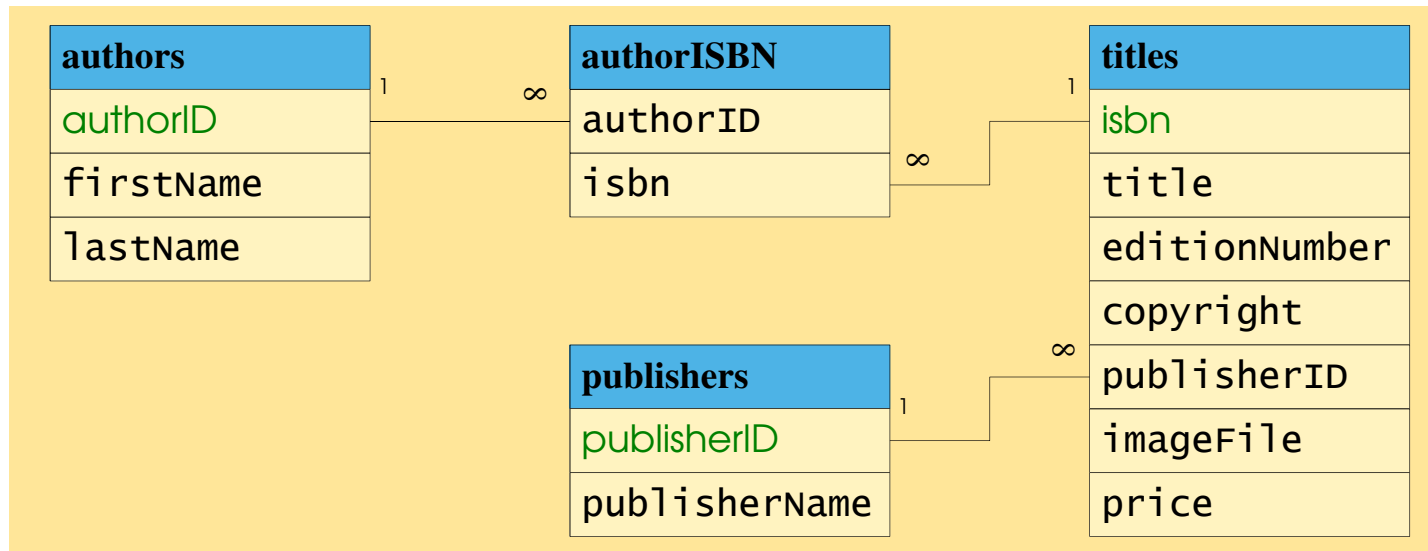 authors
authorID
firstName
lastName
1
∞
authorISBN
authorID
isbn
∞
1
titles
isbn
title
editionNumber
copyright
publisherID
imageFile
price
∞
publishers
publisherID
publisherName
1